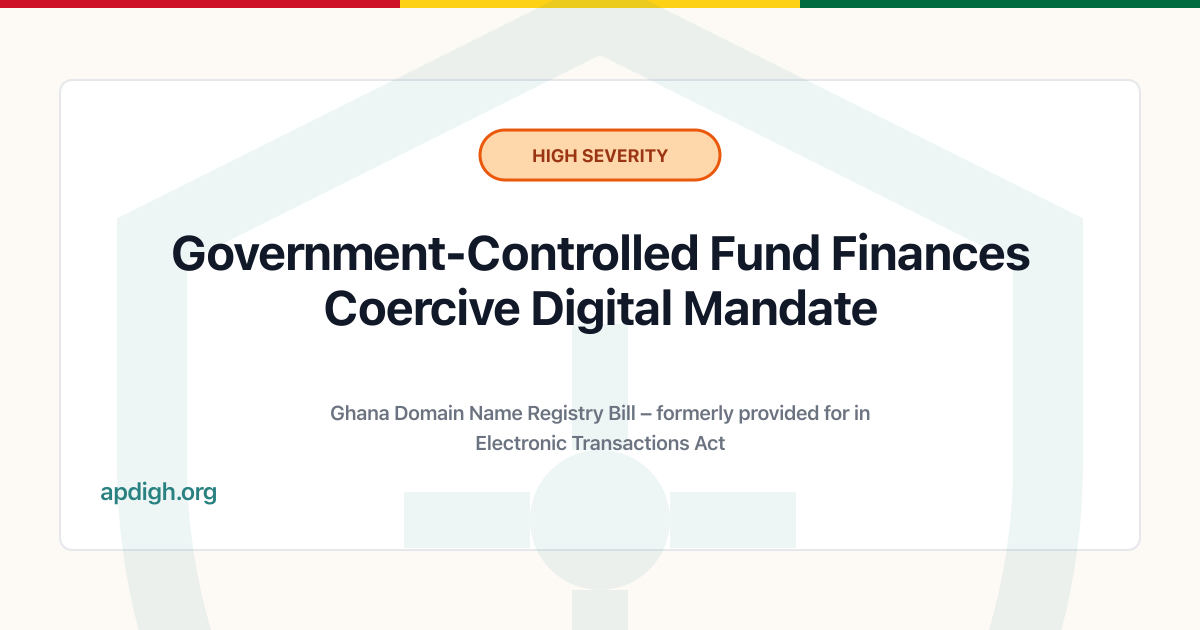 HIGH SEVERITY
Government-Controlled Fund Finances
Coercive Digital Mandate
Ghana Domain Name Registry Bill – formerly provided for in
Electronic Transactions Act
apdigh.org